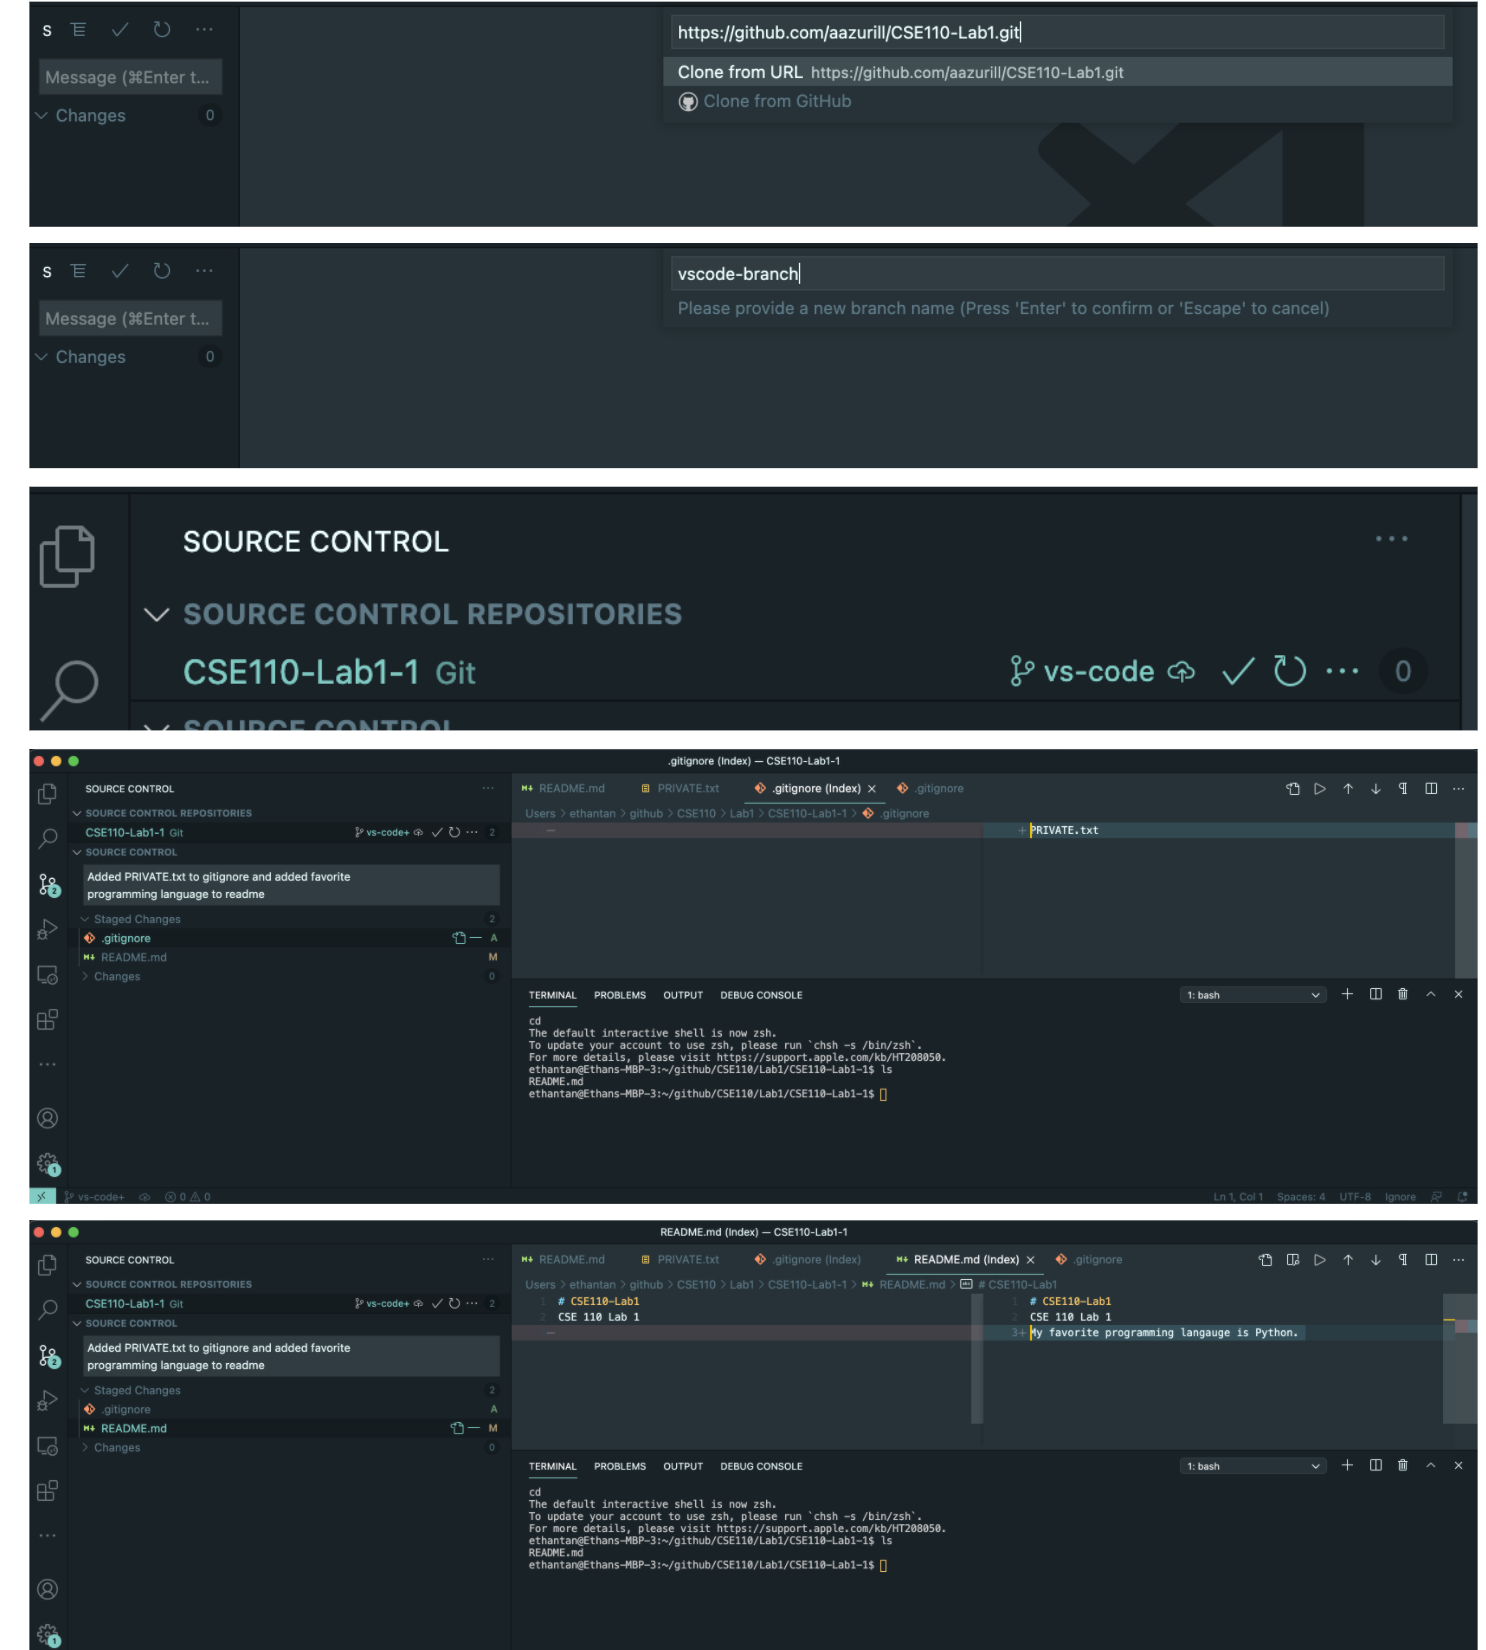 S
https://github.com/aazurill/CSE110-Lab1.git
Message (⌘Enter t...
Clone from URL https://github.com/aazurill/CSE110-Lab1.git
Clone from GitHub
Changes 0
S
vscode-branch
Message (⌘Enter t...
Please provide a new branch name (Press 'Enter' to confirm or 'Escape' to cancel)
Changes 0
SOURCE CONTROL
SOURCE CONTROL REPOSITORIES
CSE110-Lab1-1 Git vs-code 0
SOURCE CONTROL
.gitignore (Index) — CSE110-Lab1-1
SOURCE CONTROL
SOURCE CONTROL REPOSITORIES
CSE110-Lab1-1 Git vs-code+ 2
SOURCE CONTROL
Added PRIVATE.txt to gitignore and added favorite
programming language to readme
2
Staged Changes 2
.gitignore A
README.md M
Changes 0
1
README.md PRIVATE.txt .gitignore (Index) .gitignore
Users > ethantan > github > CSE110 > Lab1 > CSE110-Lab1-1 > .gitignore
— + PRIVATE.txt
TERMINAL PROBLEMS OUTPUT DEBUG CONSOLE 1: bash
cd
The default interactive shell is now zsh.
To update your account to use zsh, please run `chsh -s /bin/zsh`.
For more details, please visit https://support.apple.com/kb/HT208050.
ethantan@Ethans-MBP-3:~/github/CSE110/Lab1/CSE110-Lab1-1$ ls
README.md
ethantan@Ethans-MBP-3:~/github/CSE110/Lab1/CSE110-Lab1-1$
vs-code+ 0 0 Ln 1, Col 1 Spaces: 4 UTF-8 Ignore
README.md (Index) — CSE110-Lab1-1
SOURCE CONTROL
SOURCE CONTROL REPOSITORIES
CSE110-Lab1-1 Git vs-code+ 2
SOURCE CONTROL
Added PRIVATE.txt to gitignore and added favorite
programming language to readme
2
Staged Changes 2
.gitignore A
README.md M
Changes 0
1
README.md PRIVATE.txt .gitignore (Index) README.md (Index) .gitignore
Users > ethantan > github > CSE110 > Lab1 > CSE110-Lab1-1 > README.md > # CSE110-Lab1
1 # CSE110-Lab1
2 CSE 110 Lab 1
—
1 # CSE110-Lab1
2 CSE 110 Lab 1
3+ My favorite programming langauge is Python.
TERMINAL PROBLEMS OUTPUT DEBUG CONSOLE 1: bash
cd
The default interactive shell is now zsh.
To update your account to use zsh, please run `chsh -s /bin/zsh`.
For more details, please visit https://support.apple.com/kb/HT208050.
ethantan@Ethans-MBP-3:~/github/CSE110/Lab1/CSE110-Lab1-1$ ls
README.md
ethantan@Ethans-MBP-3:~/github/CSE110/Lab1/CSE110-Lab1-1$